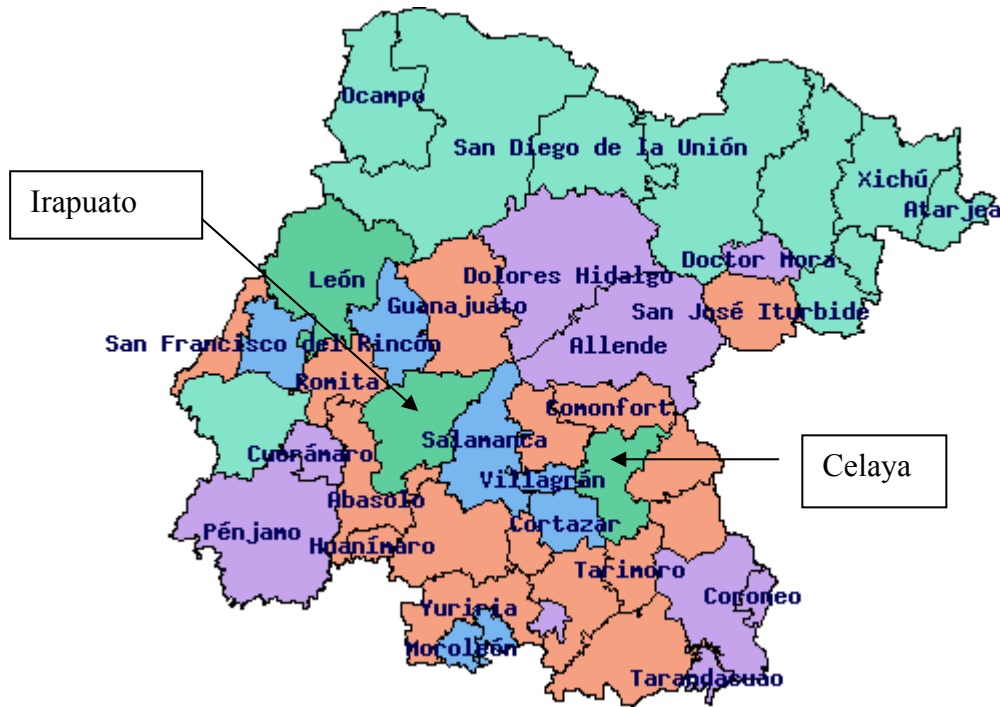 Ocampo
San Diego de la Unión
Xichú
Irapuato
Atarjea
Doctor Mora
León
Dolores Hidalgo
Guanajuato
San José Iturbide
San Francisco del Rincón
Allende
Romita
Comonfort
Salamanca
Cuerámaro
Celaya
Villagrán
Abasolo
Cortazar
Pénjamo
Huanímaro
Tarimoro
Coroneo
Yuriria
Moroleón
Tarandacuao